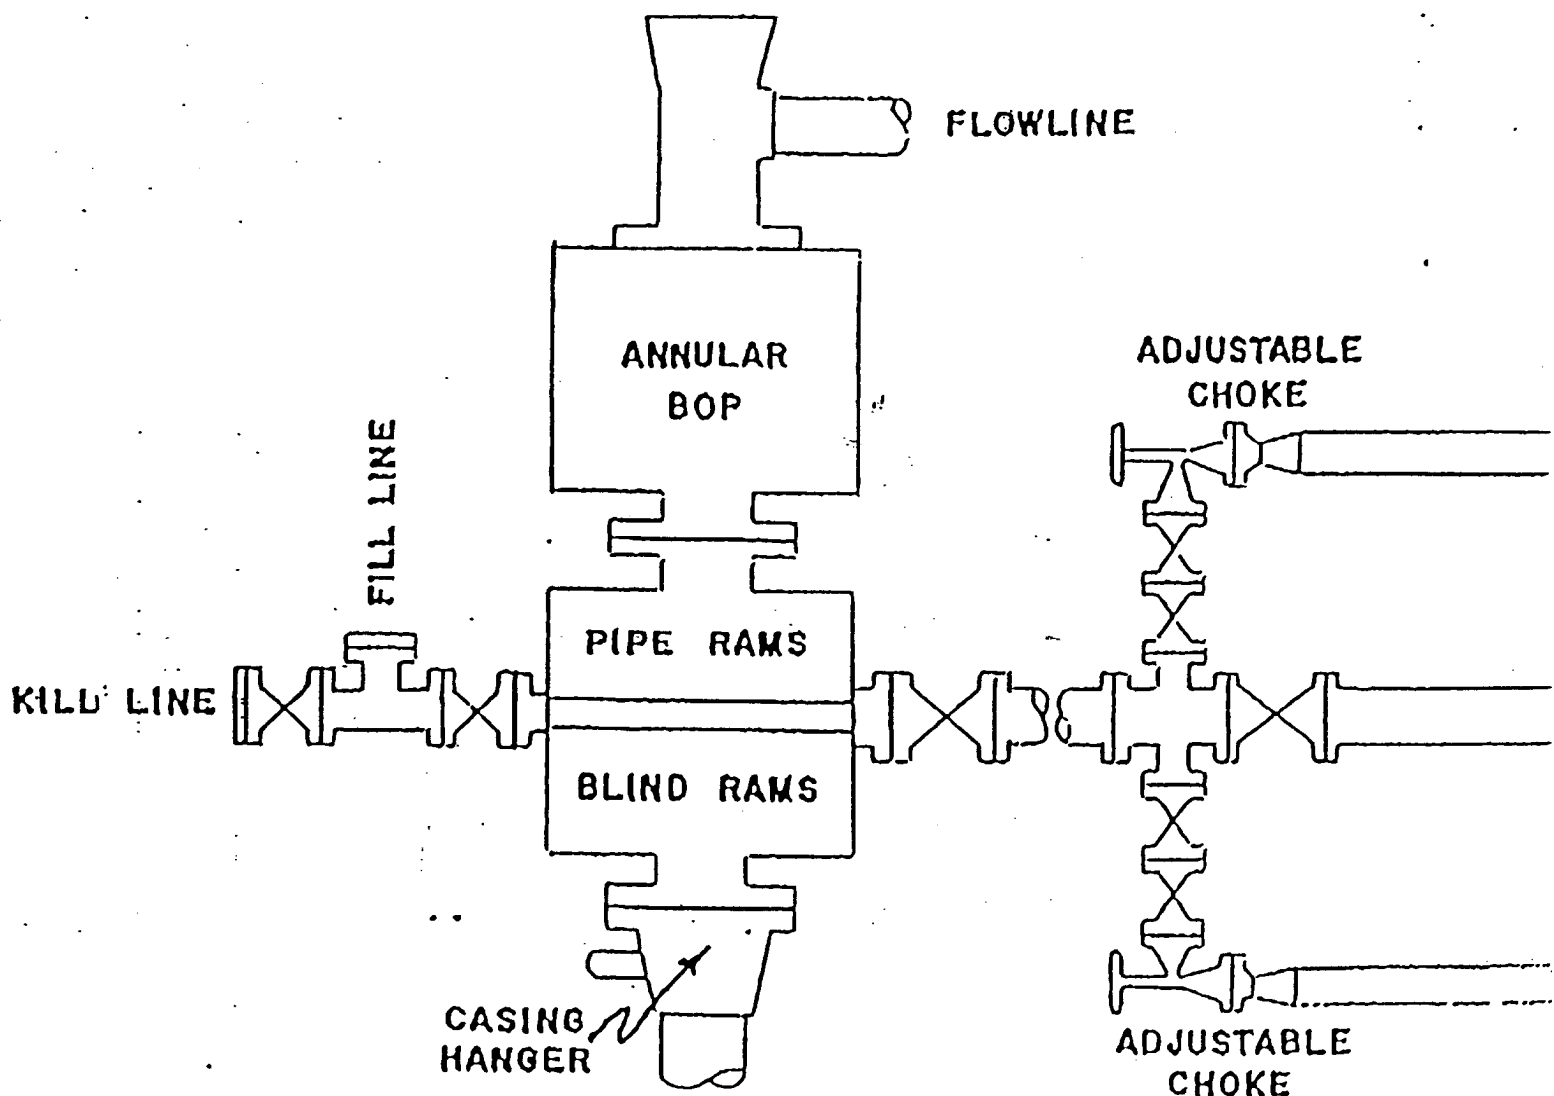 FLOWLINE
ANNULAR
BOP
ADJUSTABLE
CHOKE
FILL LINE
PIPE RAMS
KILL LINE
BLIND RAMS
CASING
HANGER
ADJUSTABLE
CHOKE